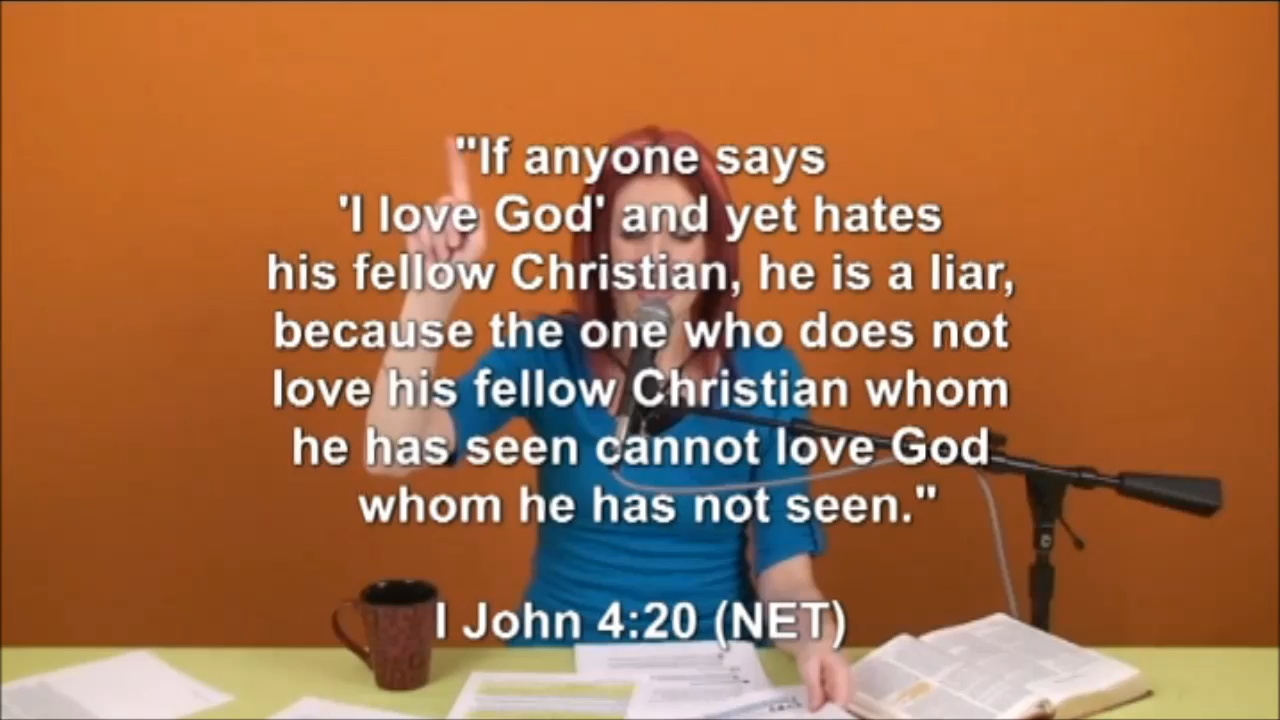 "If anyone says
'I love God' and yet hates
his fellow Christian, he is a liar,
because the one who does not
love his fellow Christian whom
he has seen cannot love God
whom he has not seen."
I John 4:20 (NET)